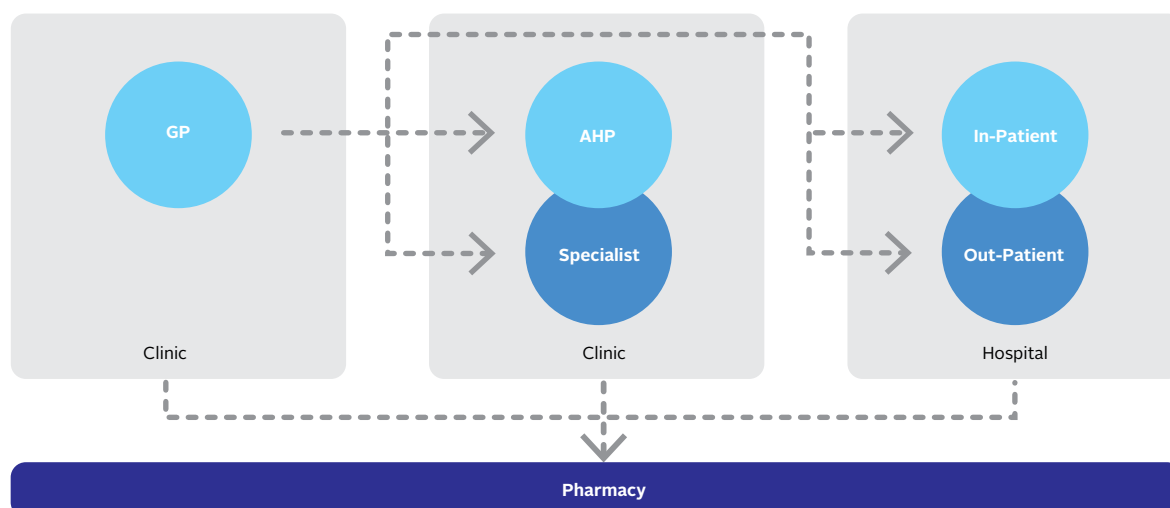 GP
AHP
In-Patient
Specialist
Out-Patient
Clinic
Clinic
Hospital
Pharmacy